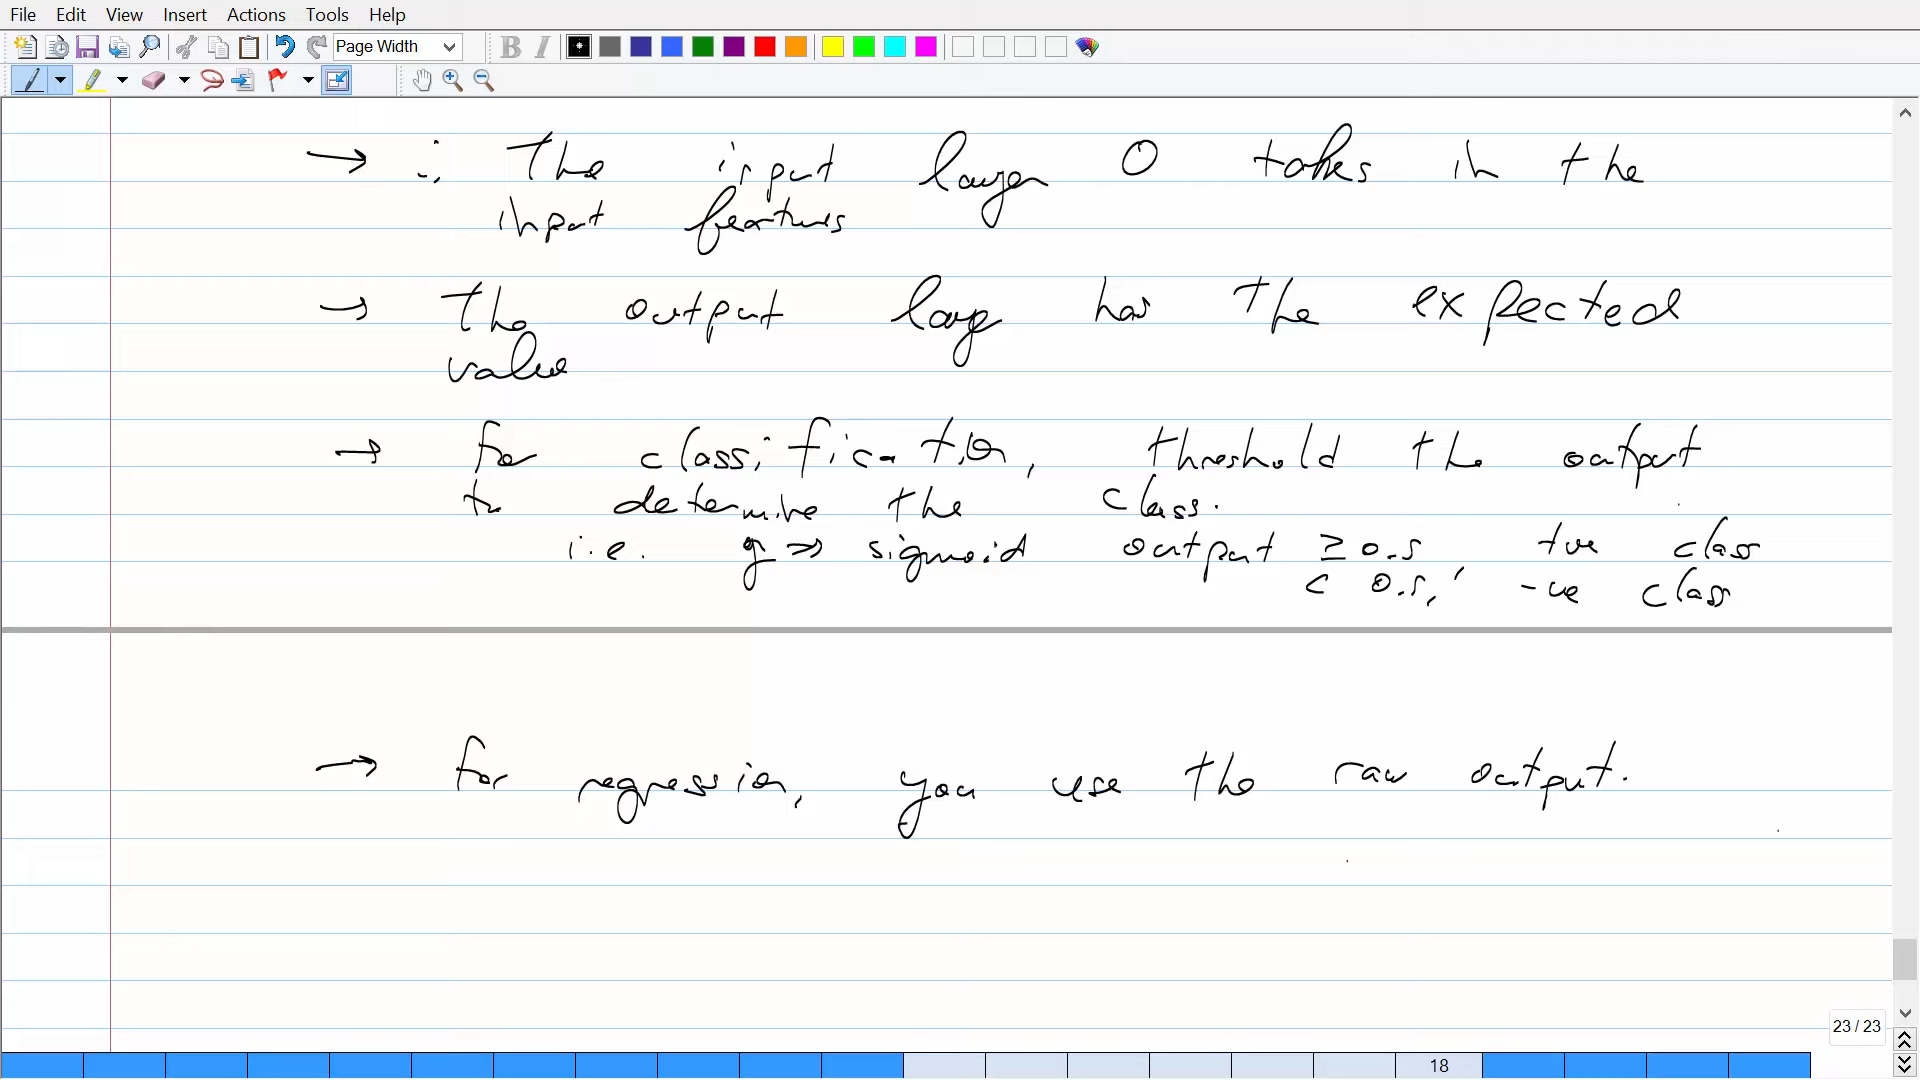 File Edit View Insert Actions Tools Help
Page Width
B I
→ ∴ The input layer 0 takes in the
input features
→ The output layer has the expected
value
→ For classification, threshold the output
to determine the class.
i.e. g ⇒ sigmoid output ≥ 0.5, +ve class
< 0.5, -ve class
→ For regression, you use the raw output.
23 / 23
18